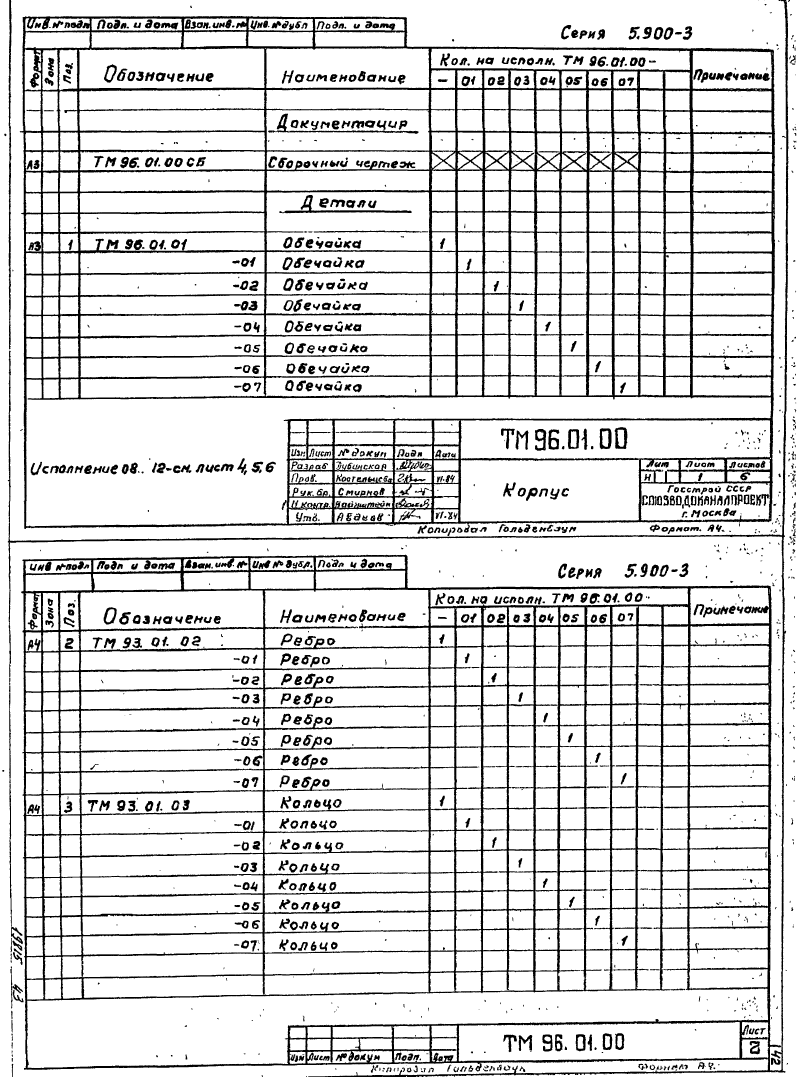 Инв.№подл Подп. и дата Взам.инв.№ Инв.№дубл Подп. и дата
Серия 5.900-3
Формат Зона Поз. Обозначение Наименование Кол. на исполн. ТМ 96.01.00- Примечание
– 01 02 03 04 05 06 07
Документация
А3 ТМ 96.01.00 СБ Сборочный чертеж
Детали
А3 1 ТМ 96.01.01 Обечайка 1
-01 Обечайка 1
-02 Обечайка 1
-03 Обечайка 1
-04 Обечайка 1
-05 Обечайка 1
-06 Обечайка 1
-07 Обечайка 1
Исполнение 08.. 12-см. лист 4, 5, 6
ТМ 96.01.00
Изм Лист № докум Подп Дата
Разраб Дубинская
Пров. VI-84
Рук. бр. Смирнов
Н.контр. Вайнштейн
Утв. Авдеев VI-84
Корпус
Лит Лист Листов
И 1 6
Госстрой СССР
СОЮЗВОДОКАНАЛПРОЕКТ
г. Москва
Копировал Гольденбаум Формат А4.
Инв №подл Подп и дата Взам. инв. № Инв № дубл. Подп и дата
Серия 5.900-3
Формат Зона Поз. Обозначение Наименование Кол. на исполн. ТМ 96.01.00- Примечание
– 01 02 03 04 05 06 07
А4 2 ТМ 93.01.02 Ребро 1
-01 Ребро 1
-02 Ребро 1
-03 Ребро 1
-04 Ребро 1
-05 Ребро 1
-06 Ребро 1
-07 Ребро 1
А4 3 ТМ 93.01.03 Кольцо 1
-01 Кольцо 1
-02 Кольцо 1
-03 Кольцо 1
-04 Кольцо 1
-05 Кольцо 1
-06 Кольцо 1
-07 Кольцо 1
43
Изм Лист № докум Подп. Дата
ТМ 96.01.00
Лист
2
42
Копировал Гольденбаум Формат А4.